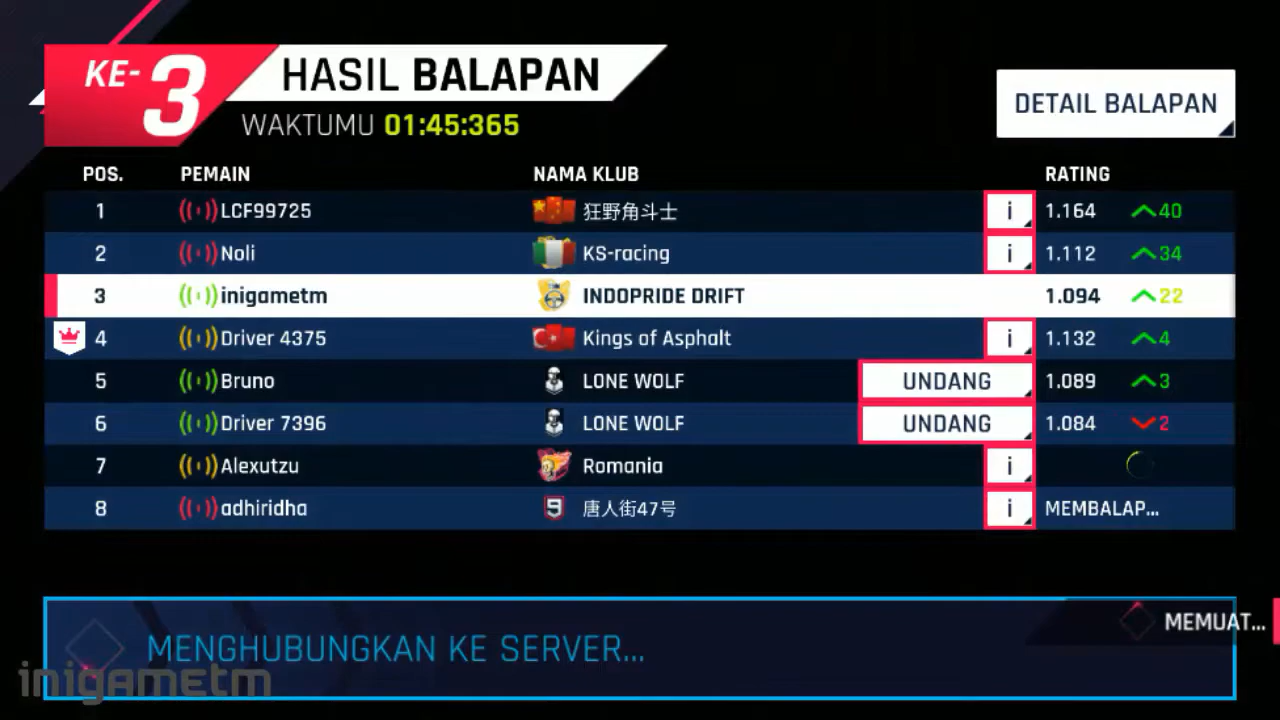 KE-3
HASIL BALAPAN
WAKTUMU 01:45:365
DETAIL BALAPAN
POS. PEMAIN NAMA KLUB RATING
1 LCF99725 狂野角斗士 i 1.164 40
2 Noli KS-racing i 1.112 34
3 inigametm INDOPRIDE DRIFT 1.094 22
4 Driver 4375 Kings of Asphalt i 1.132 4
5 Bruno LONE WOLF UNDANG 1.089 3
6 Driver 7396 LONE WOLF UNDANG 1.084 2
7 Alexutzu Romania i
8 adhiridha 9 唐人街47号 i MEMBALAP...
MENGHUBUNGKAN KE SERVER...
MEMUAT...
inigametm